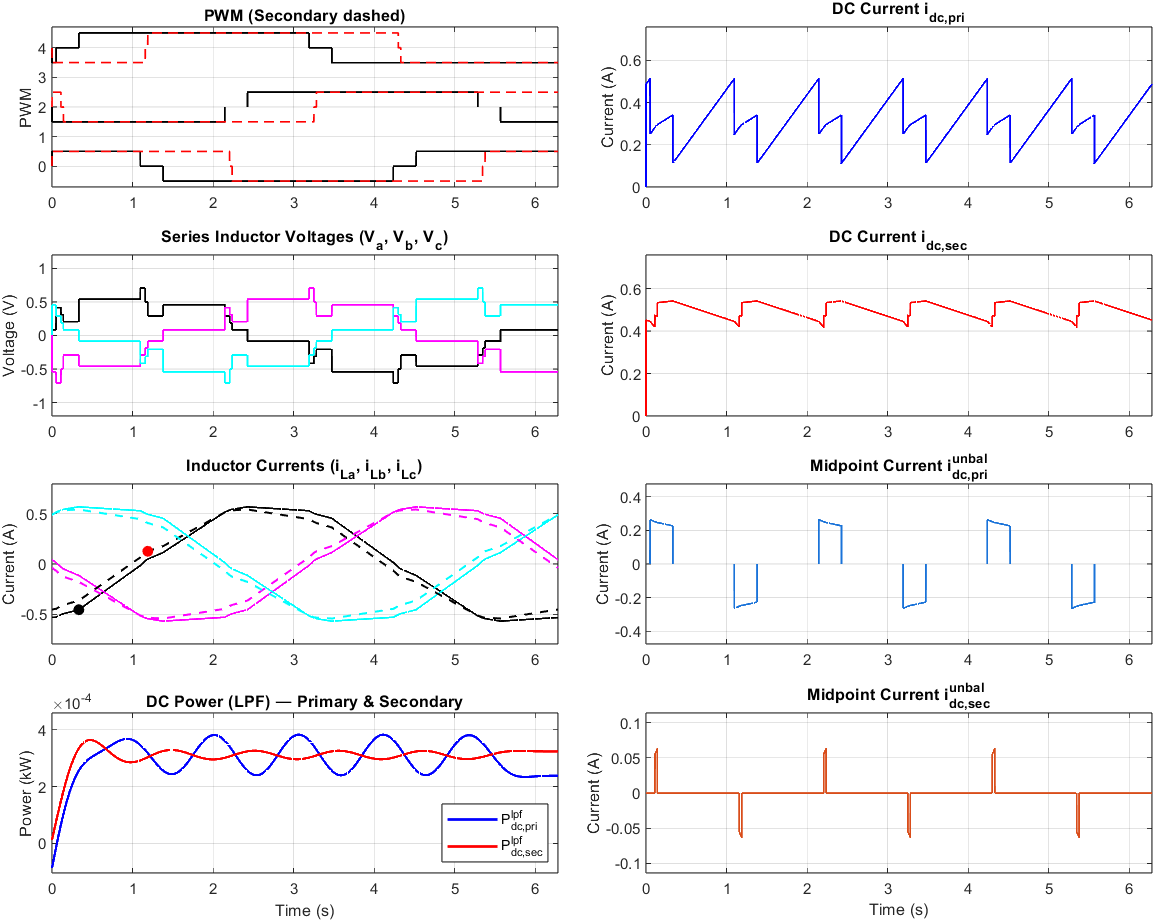 PWM (Secondary dashed)
PWM
4
3
2
1
0
0 1 2 3 4 5 6
DC Current i_dc,pri
Current (A)
0.6
0.4
0.2
0
0 1 2 3 4 5 6
Series Inductor Voltages (V_a, V_b, V_c)
Voltage (V)
1
0.5
0
-0.5
-1
0 1 2 3 4 5 6
DC Current i_dc,sec
Current (A)
0.6
0.4
0.2
0
0 1 2 3 4 5 6
Inductor Currents (i_La, i_Lb, i_Lc)
Current (A)
0.5
0
-0.5
0 1 2 3 4 5 6
Midpoint Current i_dc,pri^unbal
Current (A)
0.4
0.2
0
-0.2
-0.4
0 1 2 3 4 5 6
DC Power (LPF) — Primary & Secondary
×10^-4
Power (kW)
4
2
0
P_dc,pri^lpf
P_dc,sec^lpf
0 1 2 3 4 5 6
Time (s)
Midpoint Current i_dc,sec^unbal
Current (A)
0.1
0.05
0
-0.05
-0.1
0 1 2 3 4 5 6
Time (s)